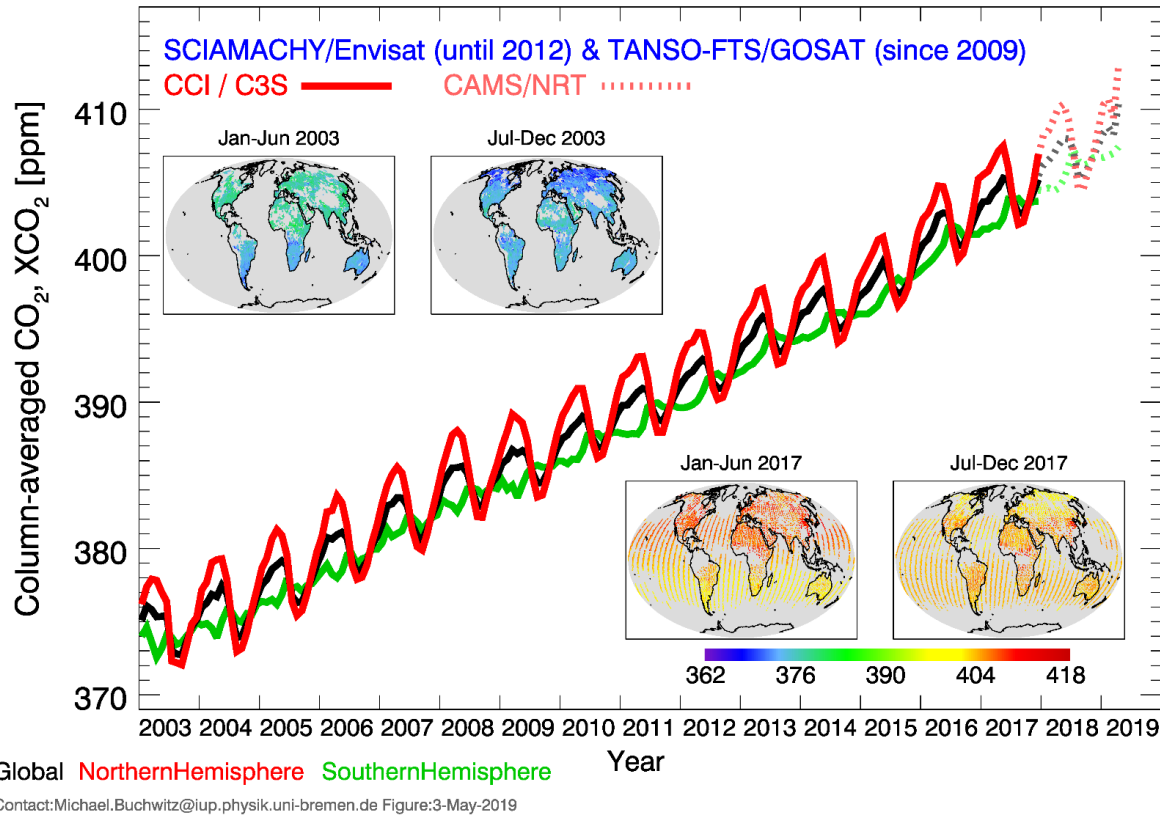 SCIAMACHY/Envisat (until 2012) & TANSO-FTS/GOSAT (since 2009)
CCI / C3S
CAMS/NRT
Column-averaged CO2, XCO2 [ppm]
410
400
390
380
370
Jan-Jun 2003
Jul-Dec 2003
Jan-Jun 2017
Jul-Dec 2017
362 376 390 404 418
2003 2004 2005 2006 2007 2008 2009 2010 2011 2012 2013 2014 2015 2016 2017 2018 2019
Year
Global NorthernHemisphere SouthernHemisphere
Contact:Michael.Buchwitz@iup.physik.uni-bremen.de Figure:3-May-2019